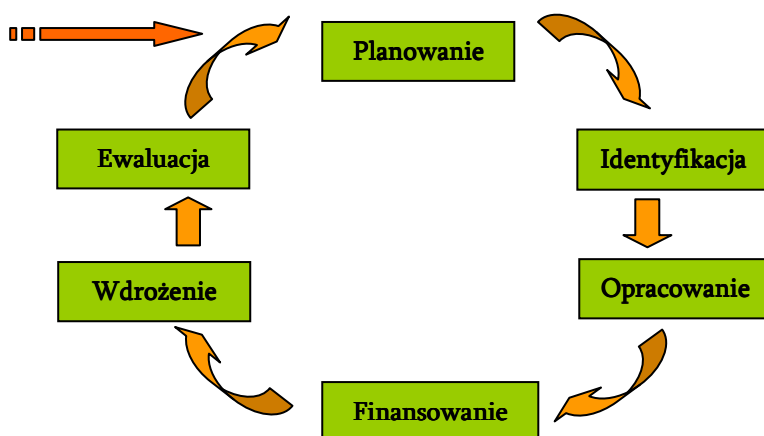 Planowanie
Ewaluacja
Identyfikacja
Wdrożenie
Opracowanie
Finansowanie